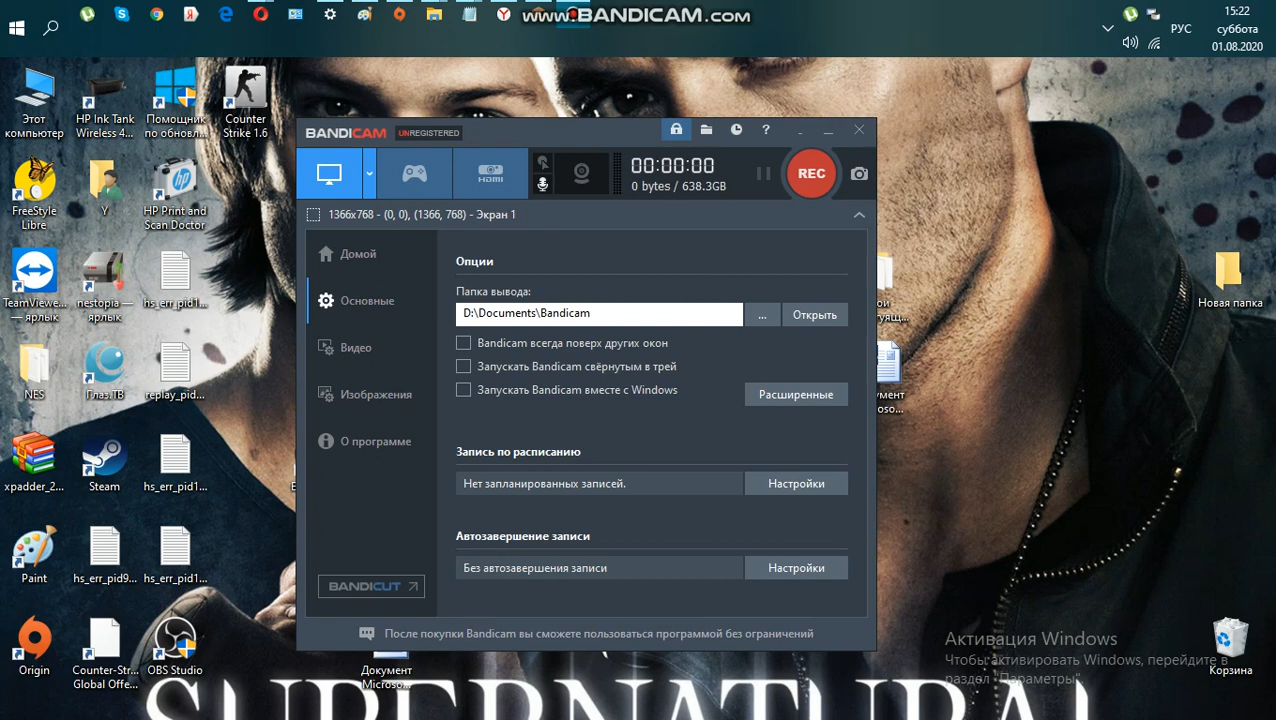 www.BANDICAM.com
15:22
РУС
суббота
01.08.2020
Этот
компьютер
HP Ink Tank
Wireless 4...
Помощник
по обновл...
Counter
Strike 1.6
FreeStyle
Libre
Y
HP Print and
Scan Doctor
TeamViewe...
— ярлык
nestopia —
ярлык
hs_err_pid1...
NES
Глаз.ТВ
replay_pid...
xpadder_2...
Steam
hs_err_pid1...
Paint
hs_err_pid9...
hs_err_pid1...
Origin
Counter-Str...
Global Offe...
OBS Studio
BANDICAM UNREGISTERED
HDMI
00:00:00
0 bytes / 638.3GB
REC
1366x768 - (0, 0), (1366, 768) - Экран 1
Домой
Основные
Видео
Изображения
О программе
BANDICUT
Опции
Папка вывода:
D:\Documents\Bandicam
...
Открыть
Bandicam всегда поверх других окон
Запускать Bandicam свёрнутым в трей
Запускать Bandicam вместе с Windows
Расширенные
Запись по расписанию
Нет запланированных записей.
Настройки
Автозавершение записи
Без автозавершения записи
Настройки
После покупки Bandicam вы сможете пользоваться программой без ограничений
Новая папка
Документ
Microso...
Активация Windows
Чтобы активировать Windows, перейдите в
раздел "Параметры".
Корзина
SUPERNATURAL